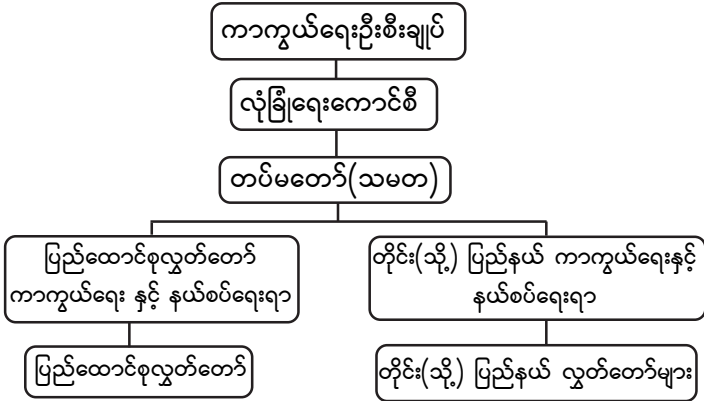 ကာကွယ်ရေးဦးစီးချုပ်
လုံခြုံရေးကောင်စီ
တပ်မတော်(သမတ)
ပြည်ထောင်စုလွှတ်တော်
ကာကွယ်ရေး နှင့် နယ်စပ်ရေးရာ
တိုင်း(သို့) ပြည်နယ် ကာကွယ်ရေးနှင့်
နယ်စပ်ရေးရာ
ပြည်ထောင်စုလွှတ်တော်
တိုင်း(သို့) ပြည်နယ် လွှတ်တော်များ